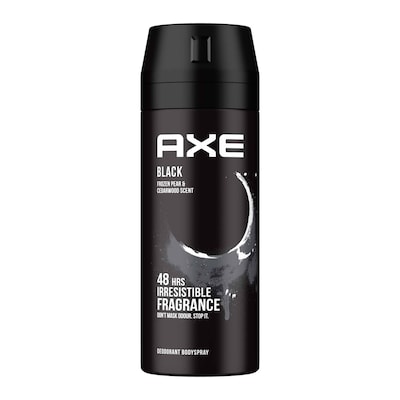 AXE
BLACK
FROZEN PEAR &
CEDARWOOD SCENT
48 HRS
IRRESISTIBLE
FRAGRANCE
DON'T MASK ODOUR, STOP IT.
DEODORANT BODYSPRAY